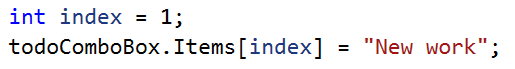 int index = 1;
todoComboBox.Items[index] = "New work";